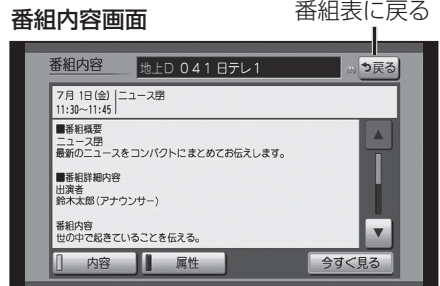 番組表に戻る
番組内容画面
番組内容 地上D 041 日テレ1 戻る
7月 1日(金) ニュース閉
11:30～11:45
■番組概要
ニュース閉
最新のニュースをコンパクトにまとめてお伝えします。
■番組詳細内容
出演者
鈴木太郎(アナウンサー)
番組内容
世の中で起きていることを伝える。
内容 属性 今すぐ見る